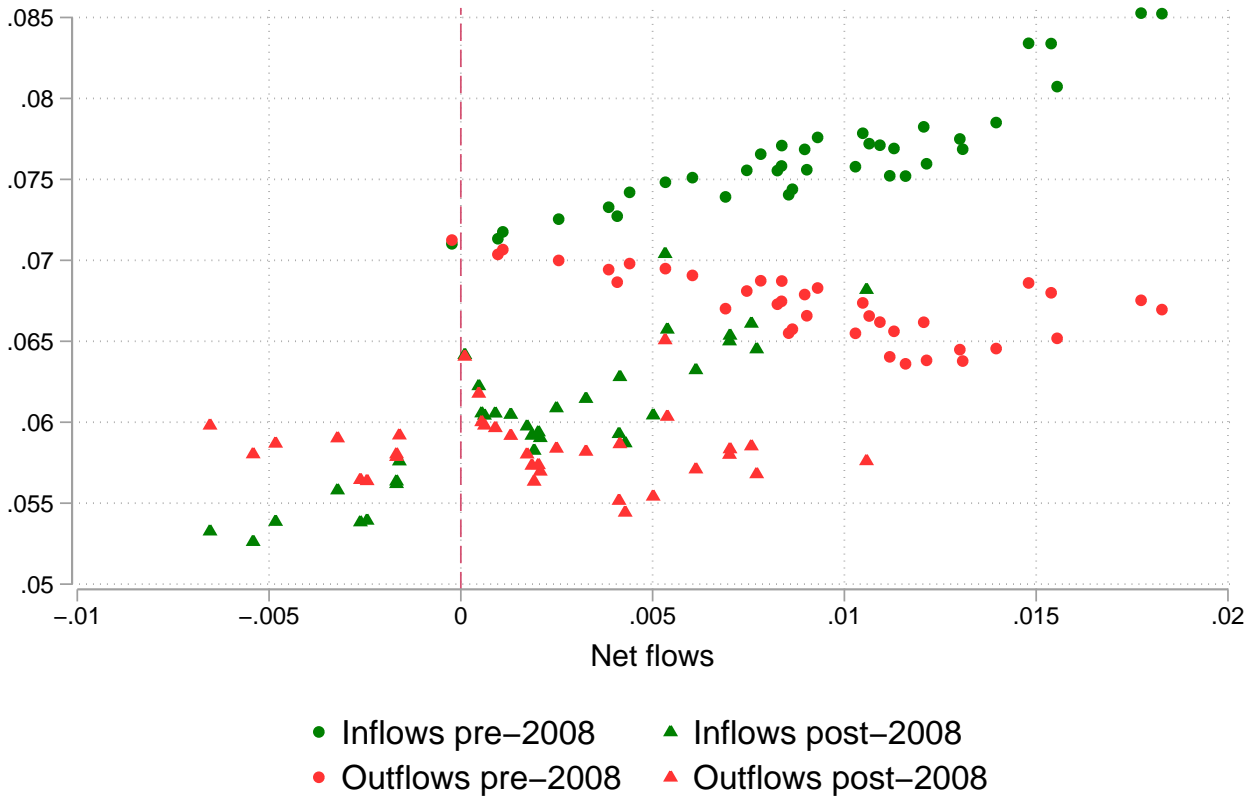 .085
.08
.075
.07
.065
.06
.055
.05
−.01 −.005 0 .005 .01 .015 .02
Net flows
Inflows pre−2008 Inflows post−2008
Outflows pre−2008 Outflows post−2008